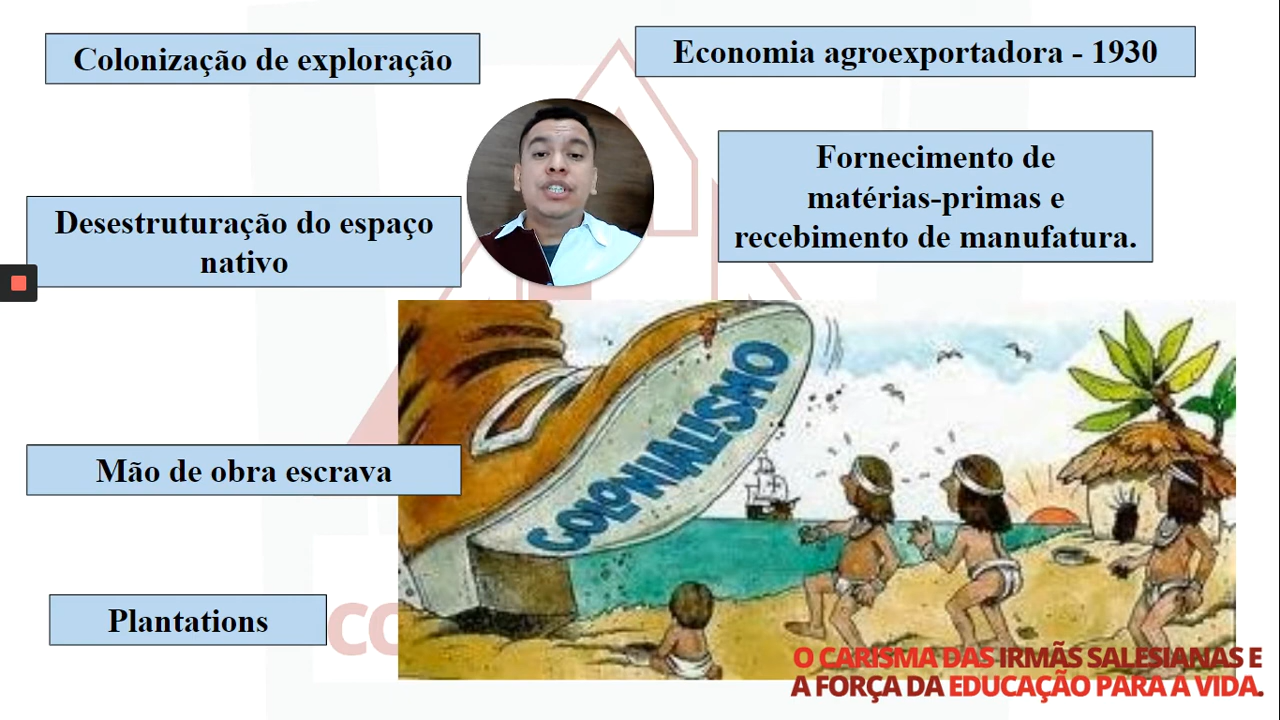 Colonização de exploração
Economia agroexportadora - 1930
Desestruturação do espaço
nativo
Fornecimento de
matérias-primas e
recebimento de manufatura.
COLONIALISMO
Mão de obra escrava
Plantations
CO
O CARISMA DAS IRMÃS SALESIANAS E
A FORÇA DA EDUCAÇÃO PARA A VIDA.